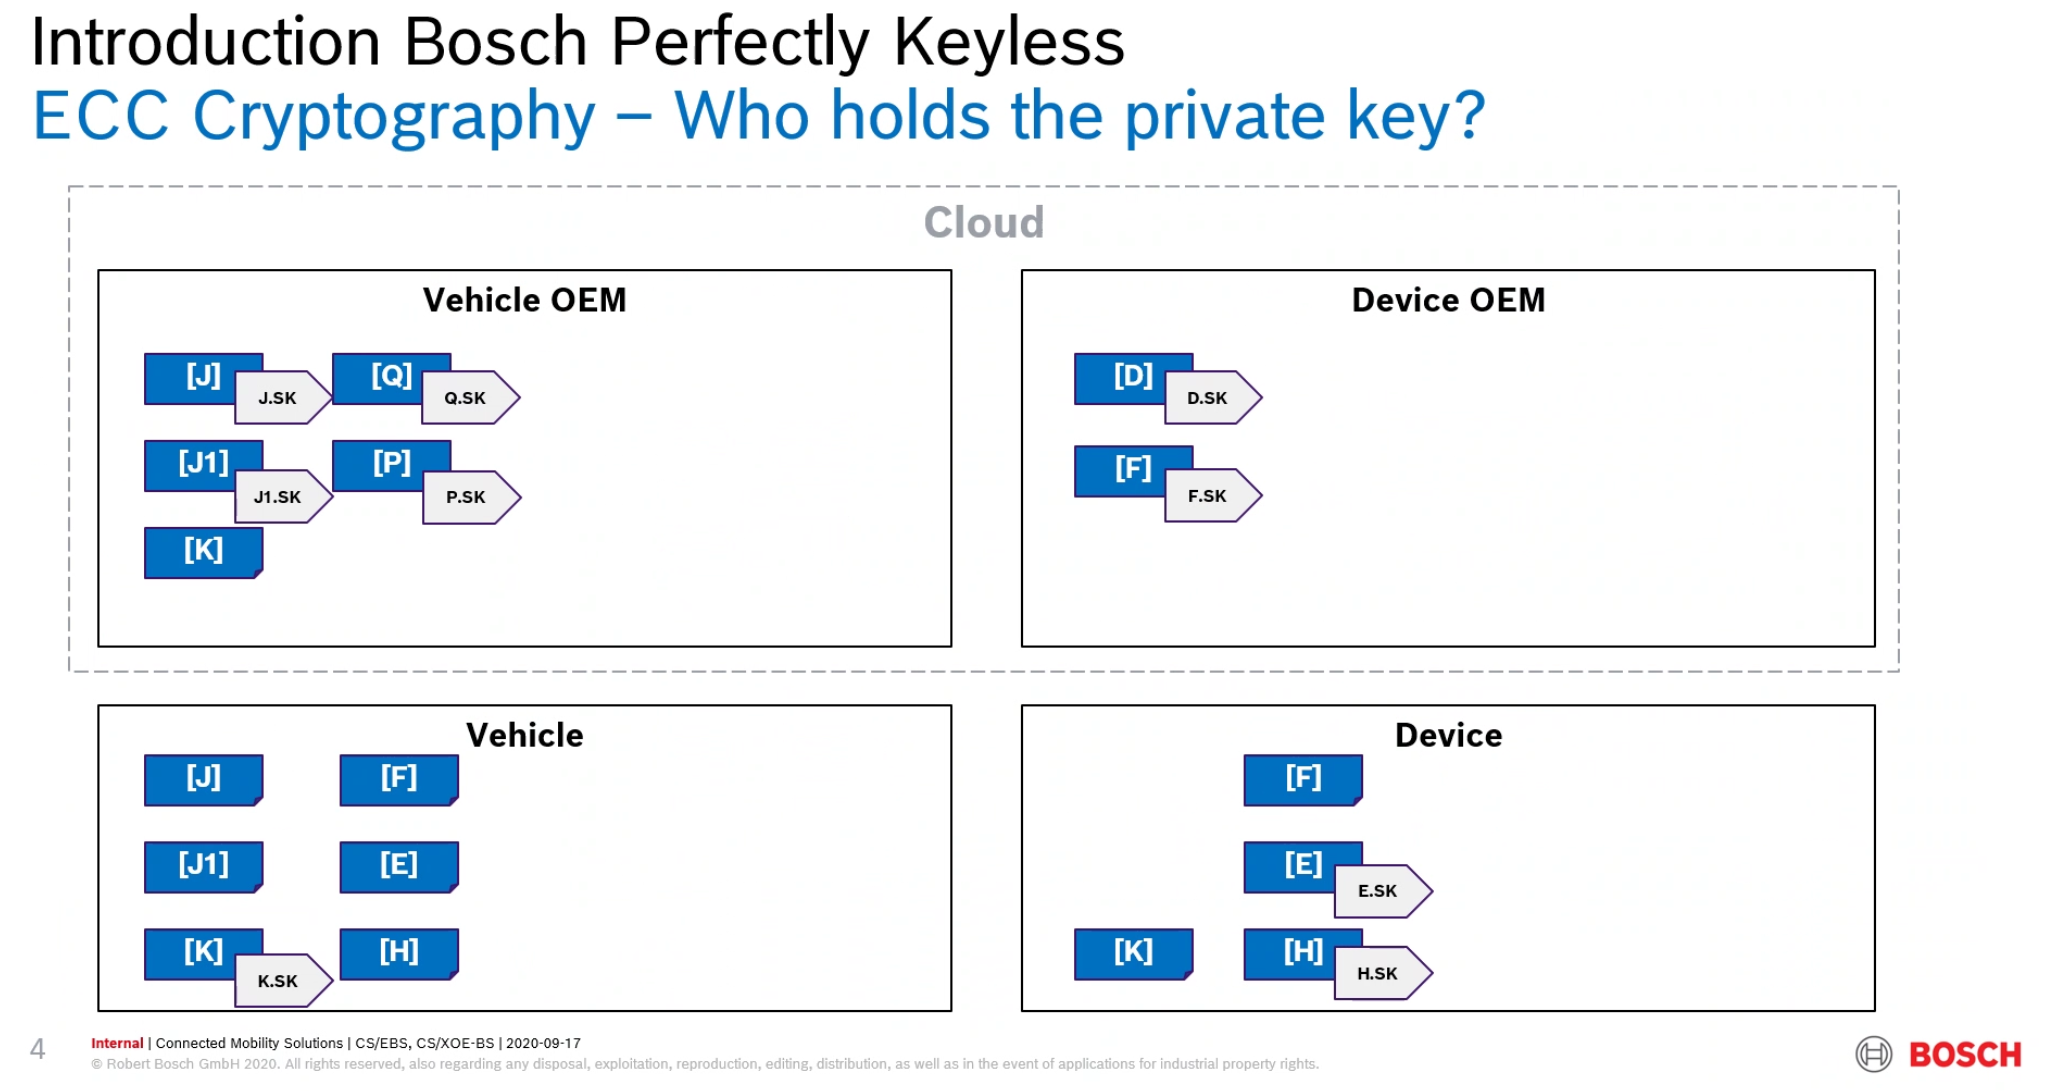 Introduction Bosch Perfectly Keyless
ECC Cryptography – Who holds the private key?
Cloud
Vehicle OEM
[J]
J.SK
[Q]
Q.SK
[J1]
J1.SK
[P]
P.SK
[K]
Device OEM
[D]
D.SK
[F]
F.SK
Vehicle
[J]
[F]
[J1]
[E]
[K]
K.SK
[H]
Device
[F]
[E]
E.SK
[K]
[H]
H.SK
4
Internal | Connected Mobility Solutions | CS/EBS, CS/XOE-BS | 2020-09-17
© Robert Bosch GmbH 2020. All rights reserved, also regarding any disposal, exploitation, reproduction, editing, distribution, as well as in the event of applications for industrial property rights.
BOSCH